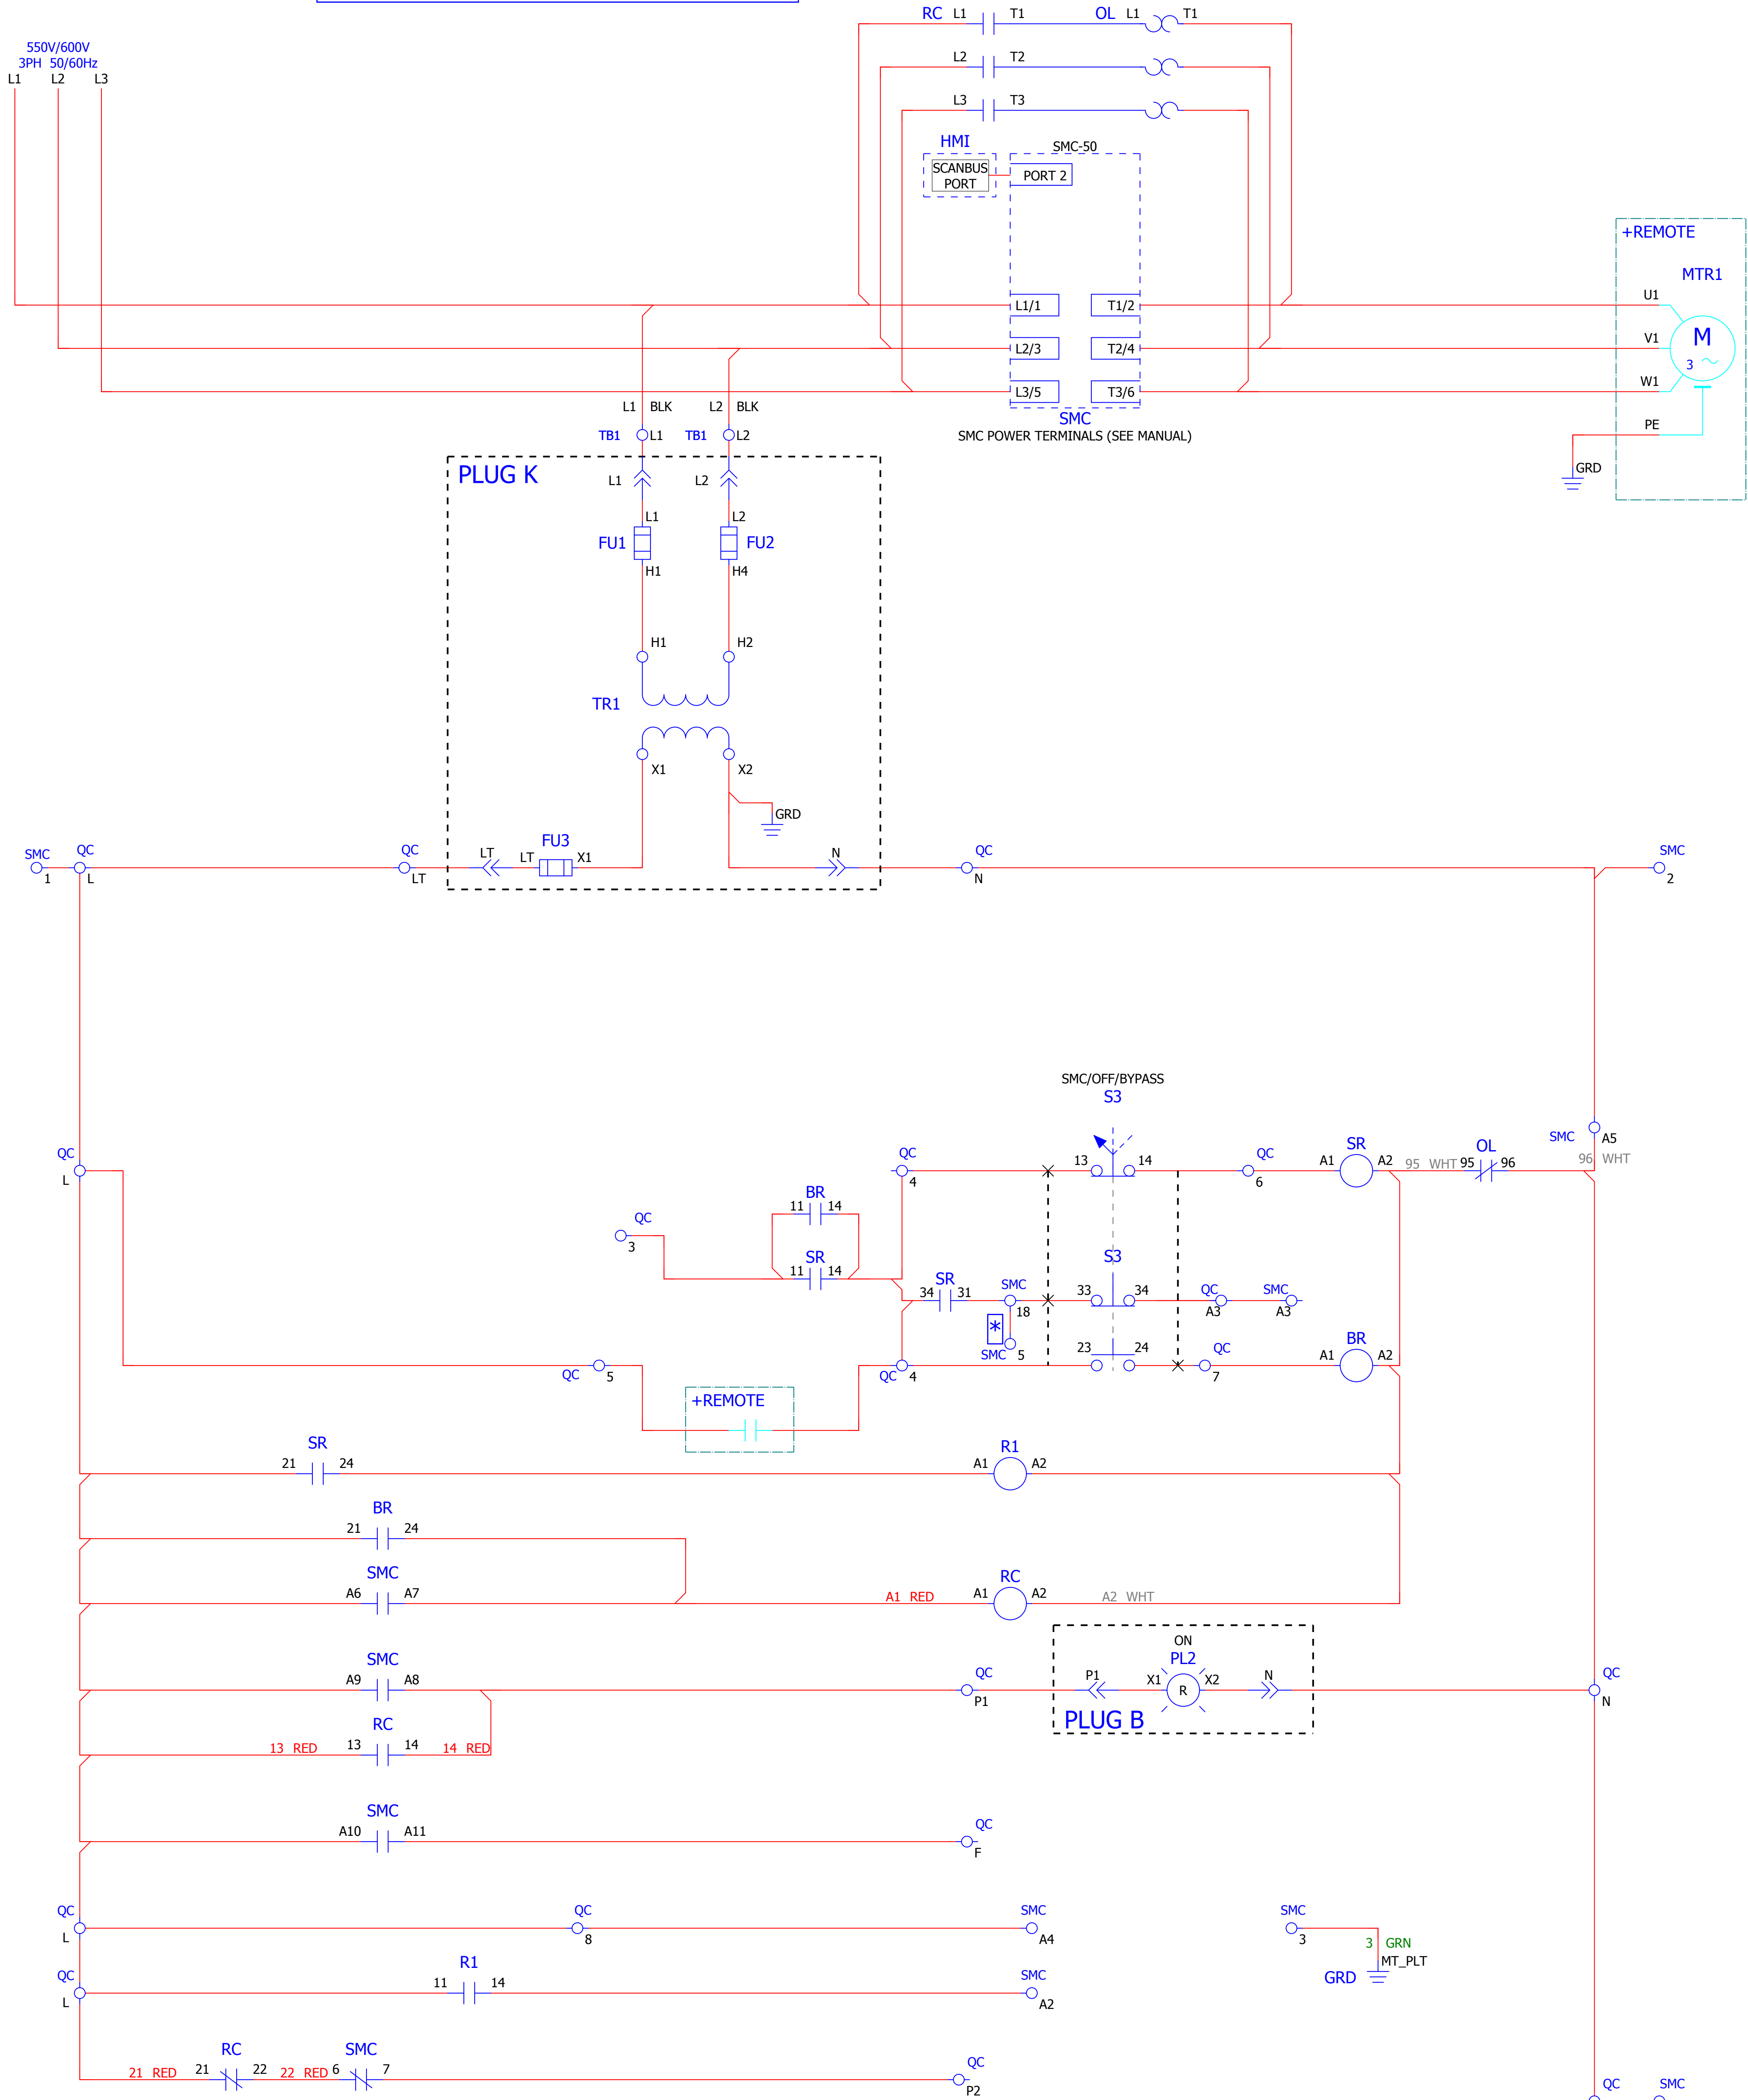 RC L1 T1 OL L1 T1
550V/600V
3PH 50/60Hz
L1 L2 L3
L2 T2
L3 T3
HMI
SMC-50
SCANBUS
PORT
PORT 2
+REMOTE
MTR1
L1/1 T1/2 U1
L2/3 T2/4 V1
M
3
L3/5 T3/6 W1
L1 BLK L2 BLK
SMC
SMC POWER TERMINALS (SEE MANUAL)
PE
TB1 L1 TB1 L2
GRD
PLUG K
L1 L2
L1 L2
FU1 FU2
H1 H4
H1 H2
TR1
X1 X2
GRD
SMC QC QC FU3 N QC SMC
LT LT X1
1 L LT N 2
SMC/OFF/BYPASS
S3
SMC A5
QC QC 13 14 QC SR OL
A1 A2 95 WHT 95 96 96 WHT
L 4 6
BR
11 14
QC
3
SR S3
11 14
SR SMC 33 34 QC SMC
34 31
18 A3 A3
*
SMC 5
23 24 QC BR
A1 A2
QC 5 QC 4 7
+REMOTE
SR R1
21 24 A1 A2
BR
21 24
SMC RC
A6 A7 A1 RED A1 A2 A2 WHT
ON
SMC QC PL2 QC
A9 A8 P1 X1 R X2 N
P1 N
PLUG B
RC
13 RED 13 14 14 RED
SMC QC
A10 A11
F
QC QC SMC SMC
L 8 A4 3
3 GRN
MT_PLT
GRD
QC R1 SMC
11 14
L A2
RC SMC QC
21 RED 21 22 22 RED 6 7
P2
QC SMC